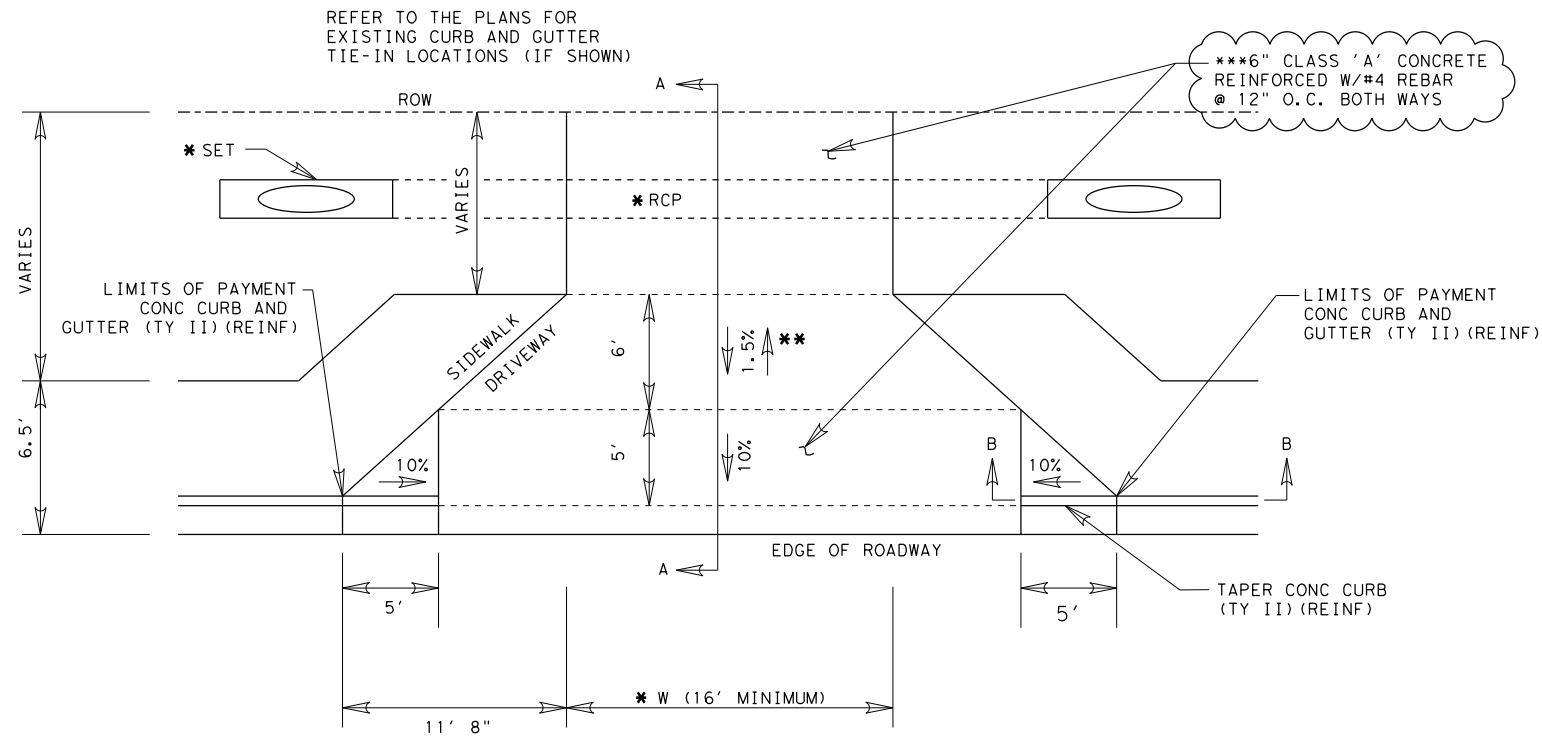 REFER TO THE PLANS FOR
EXISTING CURB AND GUTTER
TIE-IN LOCATIONS (IF SHOWN)
***6" CLASS 'A' CONCRETE
REINFORCED W/#4 REBAR
@ 12" O.C. BOTH WAYS
A
ROW
* SET
* RCP
VARIES
VARIES
LIMITS OF PAYMENT
CONC CURB AND
GUTTER (TY II)(REINF)
LIMITS OF PAYMENT
CONC CURB AND
GUTTER (TY II)(REINF)
SIDEWALK
DRIVEWAY
6'
1.5%
**
6.5'
5'
10%
10%
10%
B
B
EDGE OF ROADWAY
A
5'
5'
TAPER CONC CURB
(TY II)(REINF)
* W (16' MINIMUM)
11' 8"